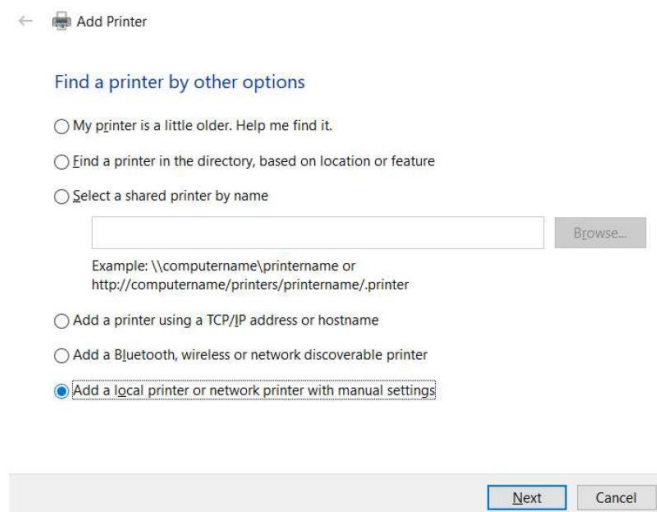 Add Printer
Find a printer by other options
My printer is a little older. Help me find it.
Find a printer in the directory, based on location or feature
Select a shared printer by name
Browse...
Example: \\computername\printername or
http://computername/printers/printername/.printer
Add a printer using a TCP/IP address or hostname
Add a Bluetooth, wireless or network discoverable printer
Add a local printer or network printer with manual settings
Next Cancel